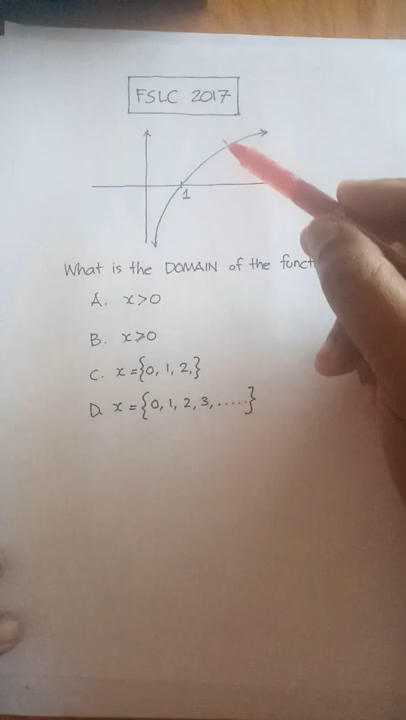 FSLC 2017
1
What is the DOMAIN of the funct
A. x>0
B. x⩾0
C. x={0, 1, 2,}
D. x={0, 1, 2, 3, .....}